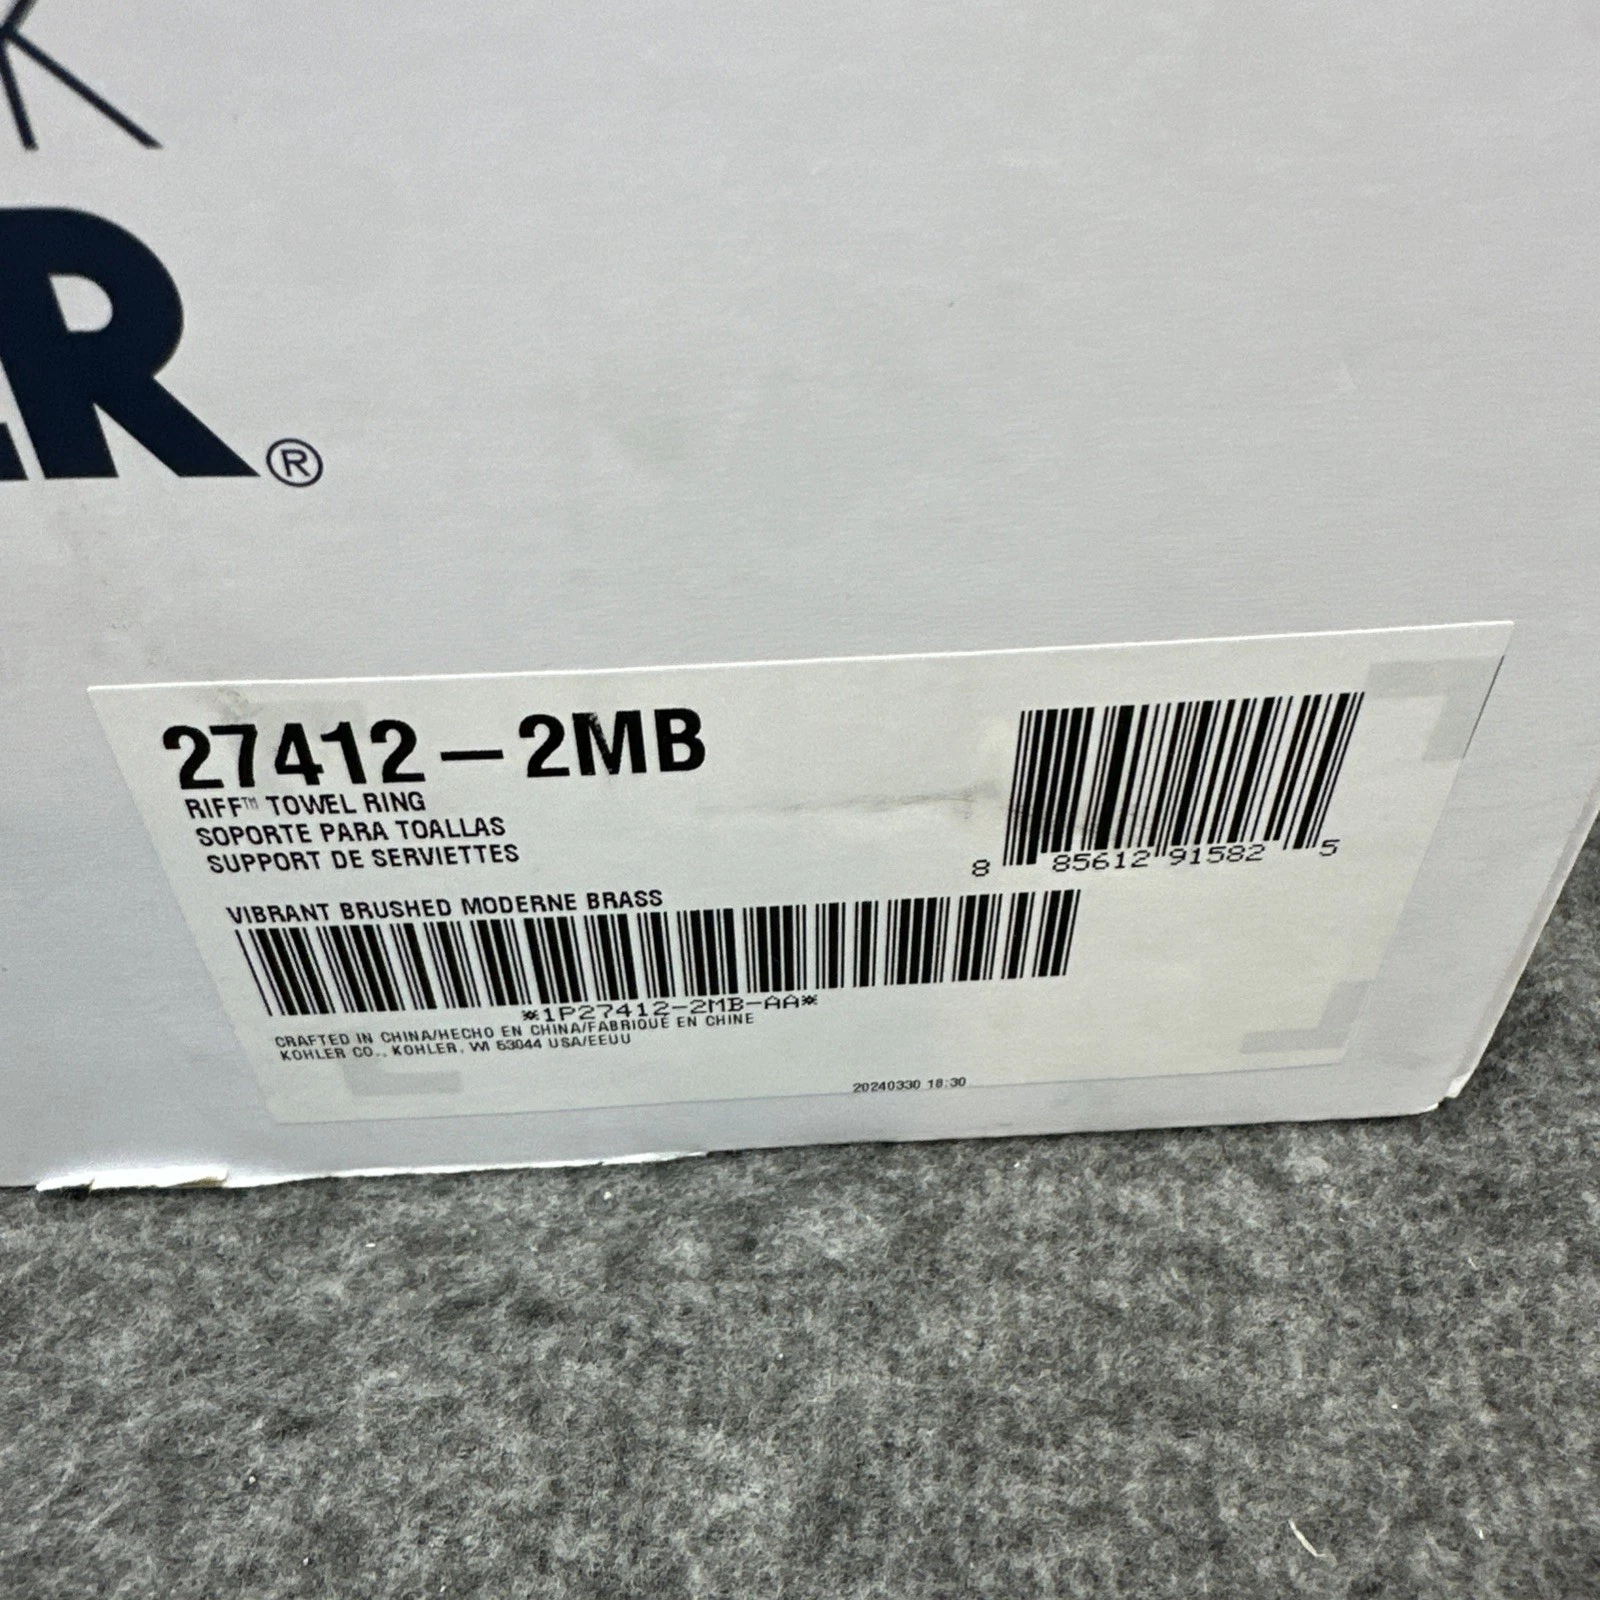 ER®
27412-2MB
RIFF™ TOWEL RING
SOPORTE PARA TOALLAS
SUPPORT DE SERVIETTES
8 85612 91582 5
VIBRANT BRUSHED MODERNE BRASS
*1P27412-2MB-AA*
CRAFTED IN CHINA/HECHO EN CHINA/FABRIQUÉ EN CHINE
KOHLER CO., KOHLER, WI 53044 USA/EEUU
20240330 18:30